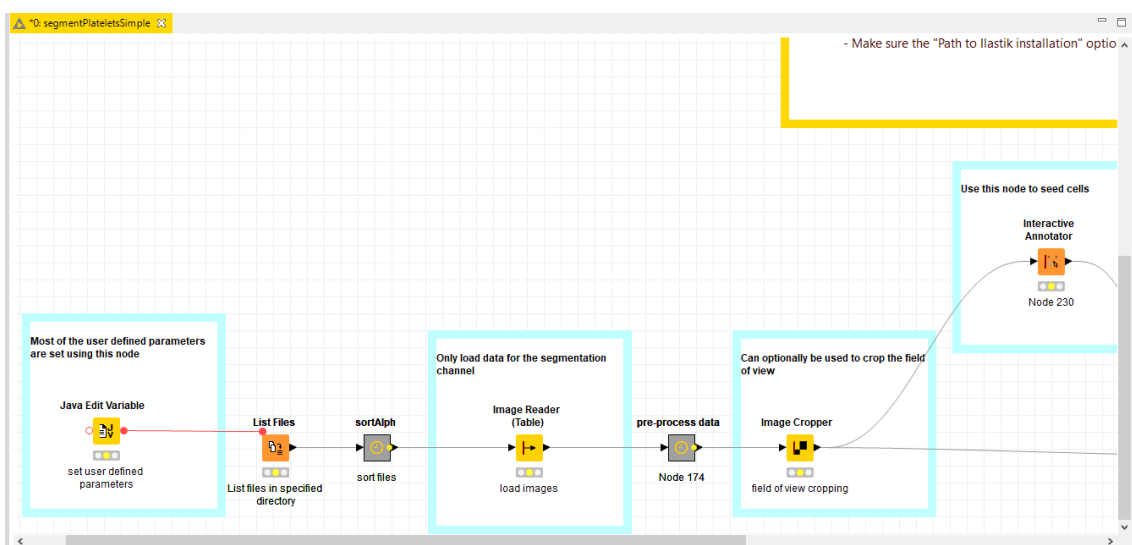 *0: segmentPlateletsSimple
- Make sure the "Path to Ilastik installation" optio
Use this node to seed cells
Interactive
Annotator
Node 230
Most of the user defined parameters
are set using this node
Java Edit Variable
set user defined
parameters
List Files
List files in specified
directory
sortAlph
sort files
Only load data for the segmentation
channel
Image Reader
(Table)
load images
pre-process data
Node 174
Can optionally be used to crop the field
of view
Image Cropper
field of view cropping